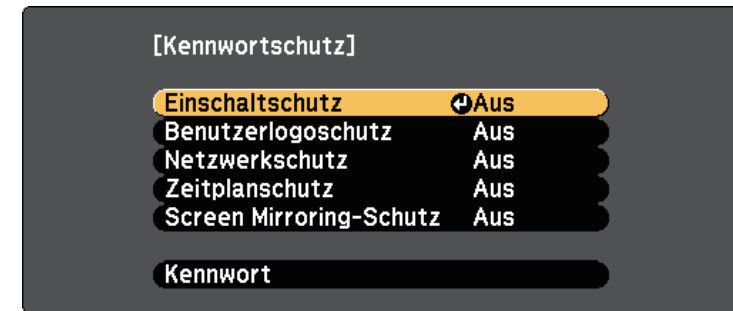 [Kennwortschutz]
Einschaltschutz Aus
Benutzerlogoschutz Aus
Netzwerkschutz Aus
Zeitplanschutz Aus
Screen Mirroring-Schutz Aus
Kennwort